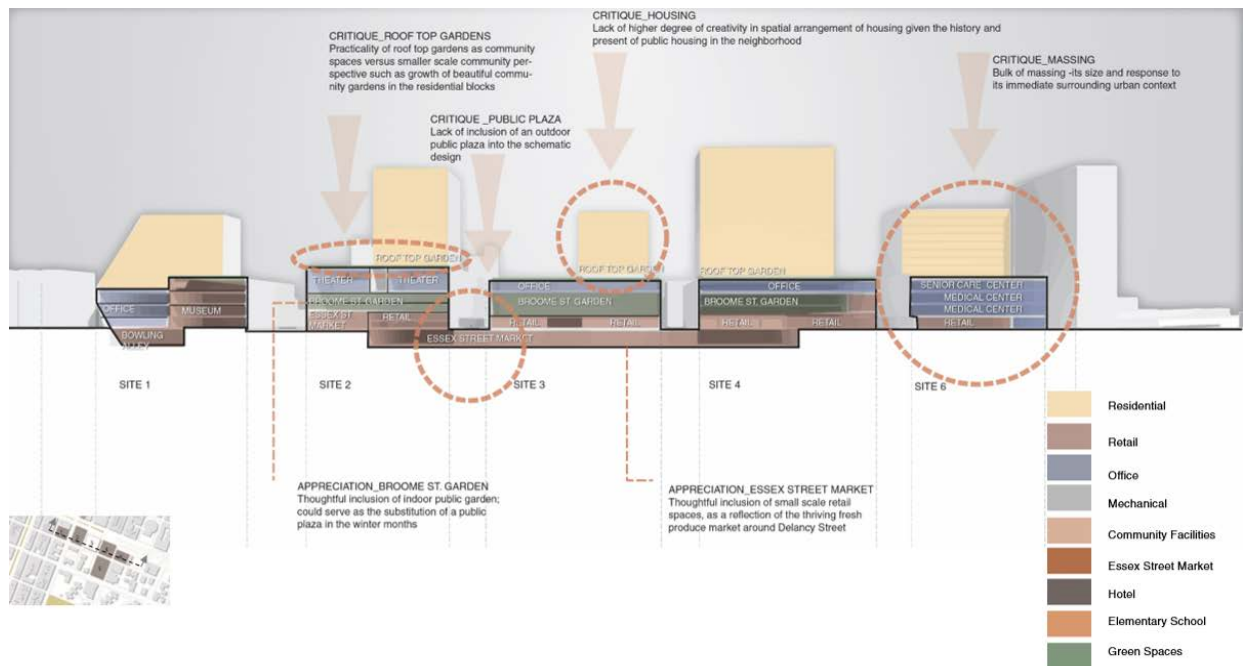 CRITIQUE_HOUSING
Lack of higher degree of creativity in spatial arrangement of housing given the history and
present of public housing in the neighborhood
CRITIQUE_ROOF TOP GARDENS
Practicality of roof top gardens as community
spaces versus smaller scale community per-
spective such as growth of beautiful commu-
nity gardens in the residential blocks
CRITIQUE_MASSING
Bulk of massing -its size and response to
its immediate surrounding urban context
CRITIQUE _PUBLIC PLAZA
Lack of inclusion of an outdoor
public plaza into the schematic
design
OFFICE
MUSEUM
BOWLING
ALLEY
ROOF TOP GARDEN
THEATER
THEATER
BROOME ST. GARDEN
ESSEX ST
MARKET
RETAIL
ESSEX STREET MARKET
ROOF TOP GARDEN
OFFICE
BROOME ST. GARDEN
RETAIL
RETAIL
ROOF TOP GARDEN
OFFICE
BROOME ST. GARDEN
RETAIL
RETAIL
SENIOR CARE CENTER
MEDICAL CENTER
MEDICAL CENTER
RETAIL
SITE 1
SITE 2
SITE 3
SITE 4
SITE 6
APPRECIATION_BROOME ST. GARDEN
Thoughtful inclusion of indoor public garden;
could serve as the substitution of a public
plaza in the winter months
APPRECIATION_ESSEX STREET MARKET
Thoughtful inclusion of small scale retail
spaces, as a reflection of the thriving fresh
produce market around Delancy Street
Residential
Retail
Office
Mechanical
Community Facilities
Essex Street Market
Hotel
Elementary School
Green Spaces